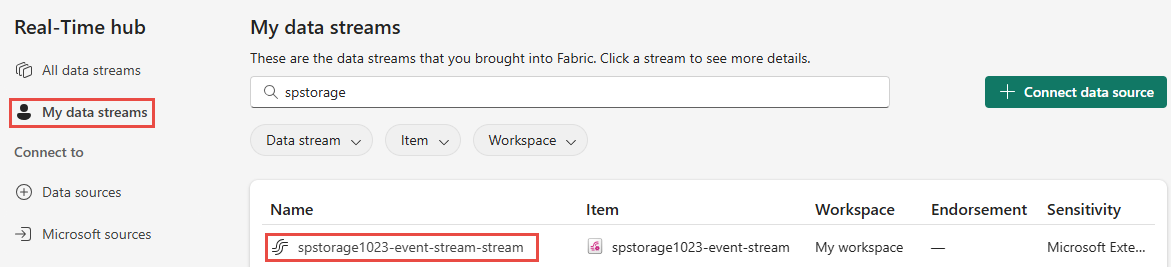 Real-Time hub
All data streams
My data streams
Connect to
Data sources
Microsoft sources
My data streams
These are the data streams that you brought into Fabric. Click a stream to see more details.
spstorage
Connect data source
Data stream Item Workspace
Name Item Workspace Endorsement Sensitivity
spstorage1023-event-stream-stream spstorage1023-event-stream My workspace — Microsoft Exte...